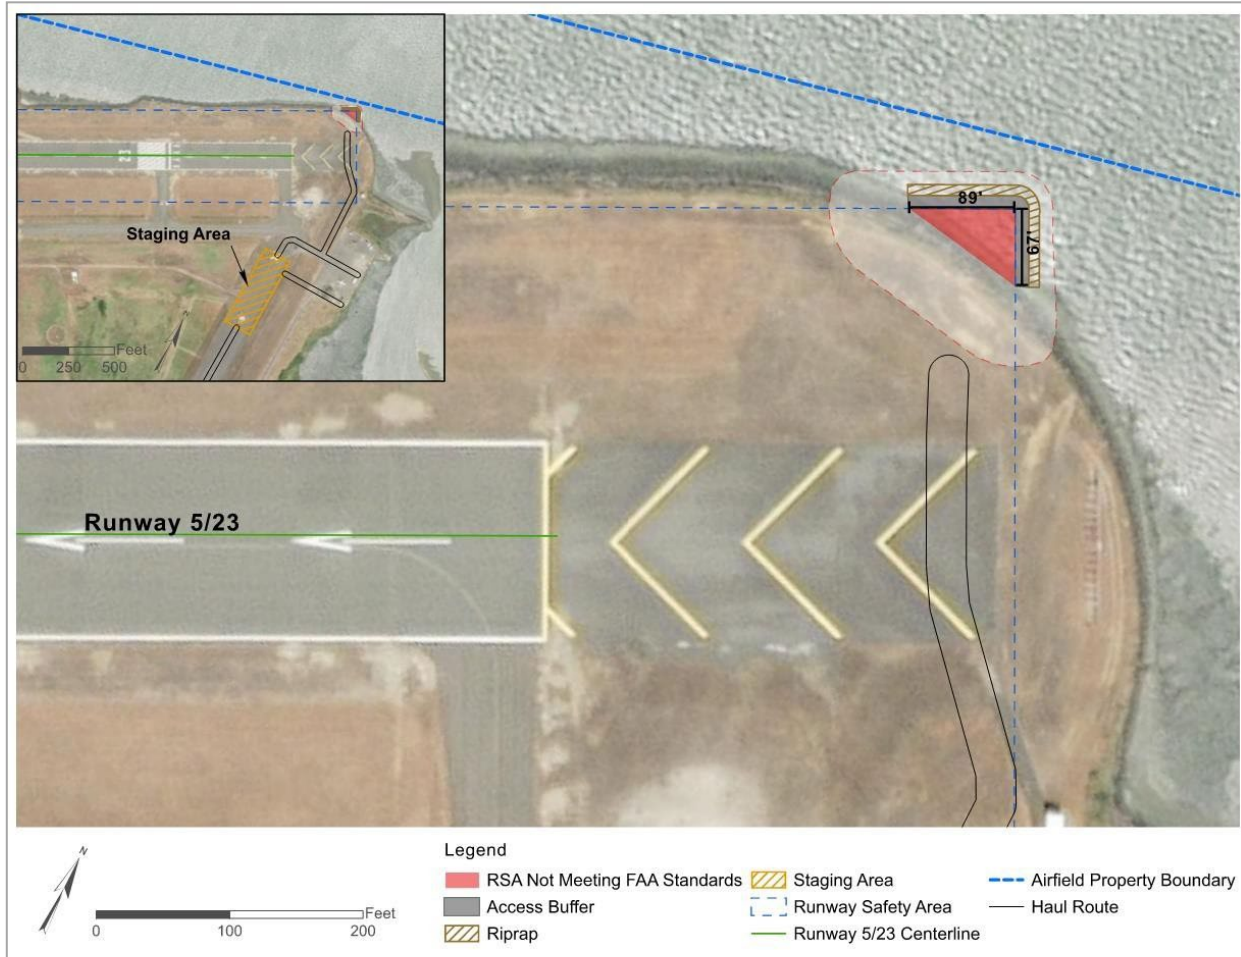 23
Staging Area
Feet
0 250 500
89'
67'
Runway 5/23
N
Feet
0 100 200
Legend
RSA Not Meeting FAA Standards
Access Buffer
Riprap
Staging Area
Runway Safety Area
Runway 5/23 Centerline
Airfield Property Boundary
Haul Route